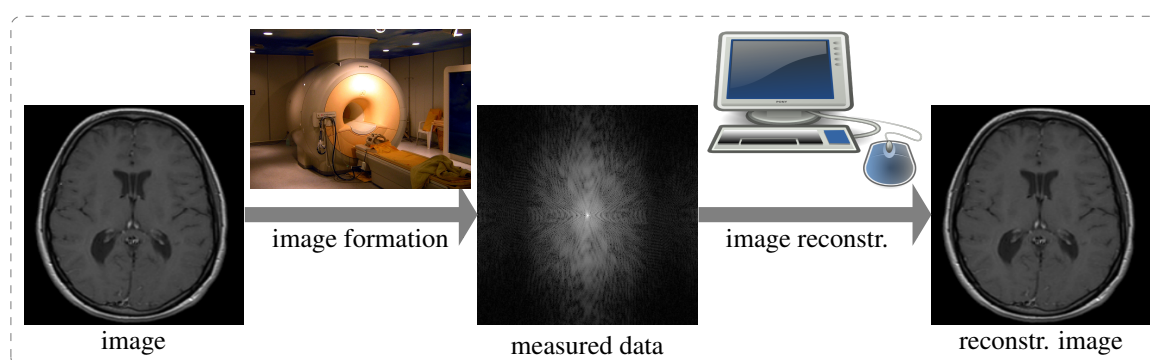 image formation
image reconstr.
image
measured data
reconstr. image